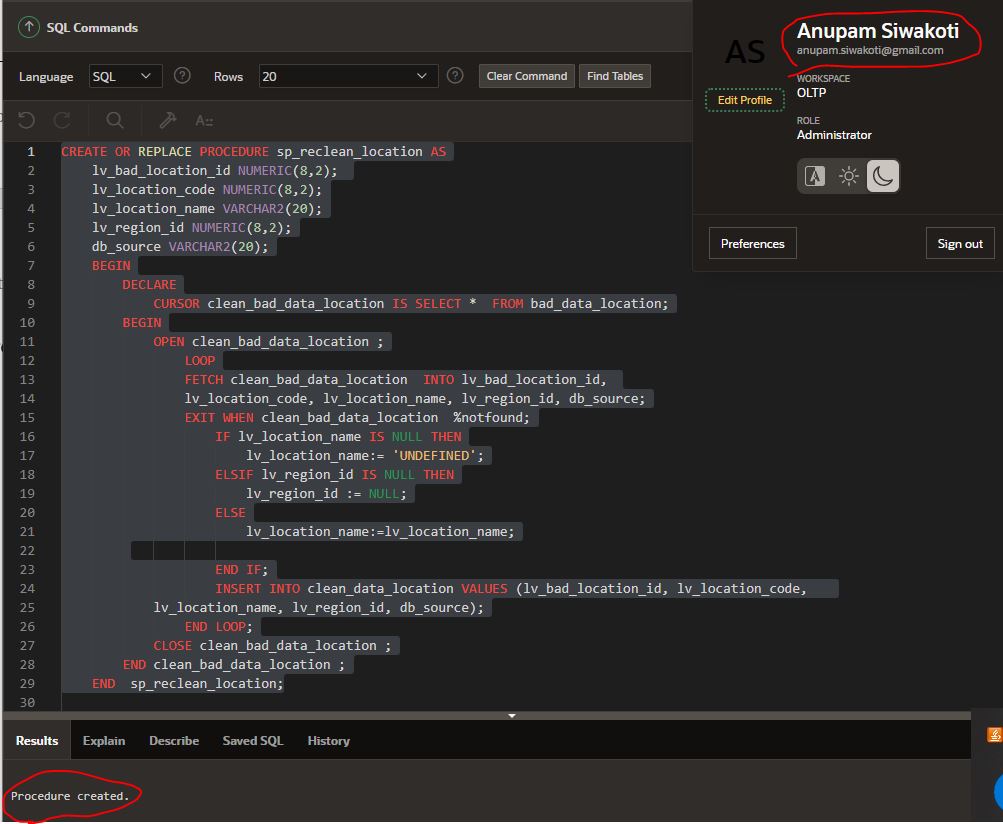 SQL Commands
Language SQL Rows 20 Clear Command Find Tables
AS
Anupam Siwakoti
anupam.siwakoti@gmail.com
Edit Profile
WORKSPACE
OLTP
ROLE
Administrator
Preferences
Sign out
1 CREATE OR REPLACE PROCEDURE sp_reclean_location AS
2 lv_bad_location_id NUMERIC(8,2);
3 lv_location_code NUMERIC(8,2);
4 lv_location_name VARCHAR2(20);
5 lv_region_id NUMERIC(8,2);
6 db_source VARCHAR2(20);
7 BEGIN
8 DECLARE
9 CURSOR clean_bad_data_location IS SELECT * FROM bad_data_location;
10 BEGIN
11 OPEN clean_bad_data_location ;
12 LOOP
13 FETCH clean_bad_data_location INTO lv_bad_location_id,
14 lv_location_code, lv_location_name, lv_region_id, db_source;
15 EXIT WHEN clean_bad_data_location %notfound;
16 IF lv_location_name IS NULL THEN
17 lv_location_name:= 'UNDEFINED';
18 ELSIF lv_region_id IS NULL THEN
19 lv_region_id := NULL;
20 ELSE
21 lv_location_name:=lv_location_name;
22
23 END IF;
24 INSERT INTO clean_data_location VALUES (lv_bad_location_id, lv_location_code,
25 lv_location_name, lv_region_id, db_source);
26 END LOOP;
27 CLOSE clean_bad_data_location ;
28 END clean_bad_data_location ;
29 END sp_reclean_location;
30
Results Explain Describe Saved SQL History
Procedure created.